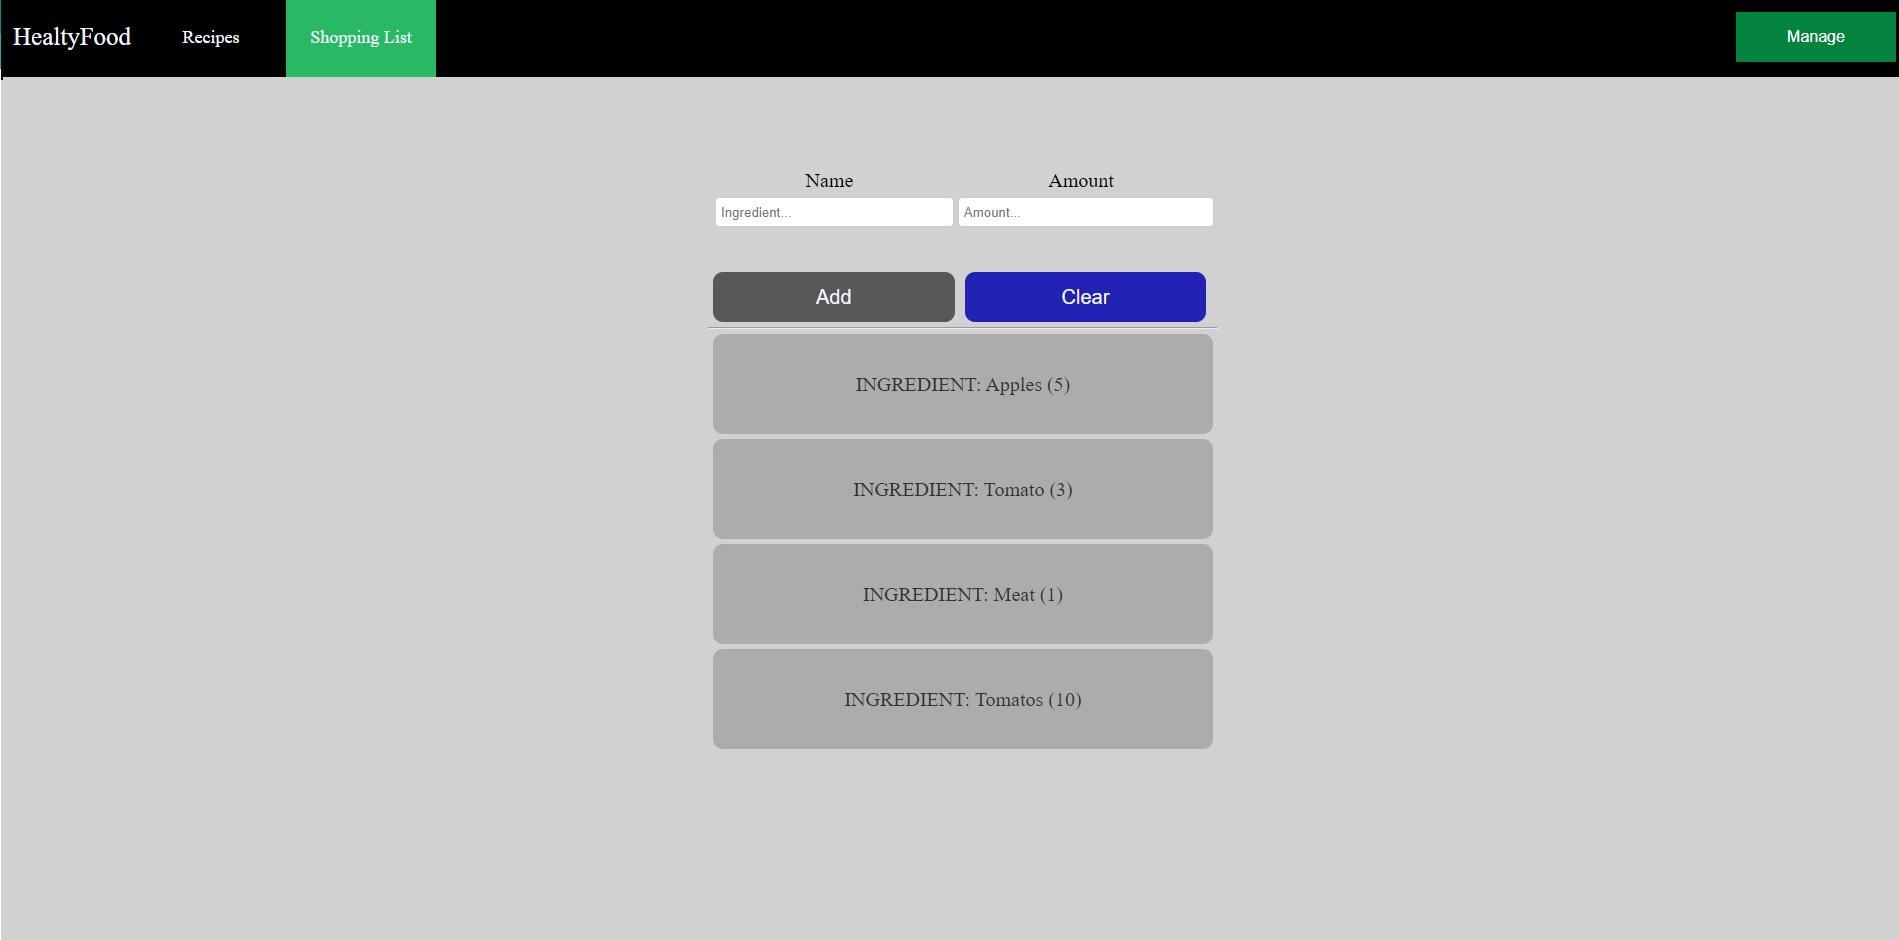 HealtyFood Recipes Shopping List Manage
Name Amount
Ingredient... Amount...
Add Clear
INGREDIENT: Apples (5)
INGREDIENT: Tomato (3)
INGREDIENT: Meat (1)
INGREDIENT: Tomatos (10)